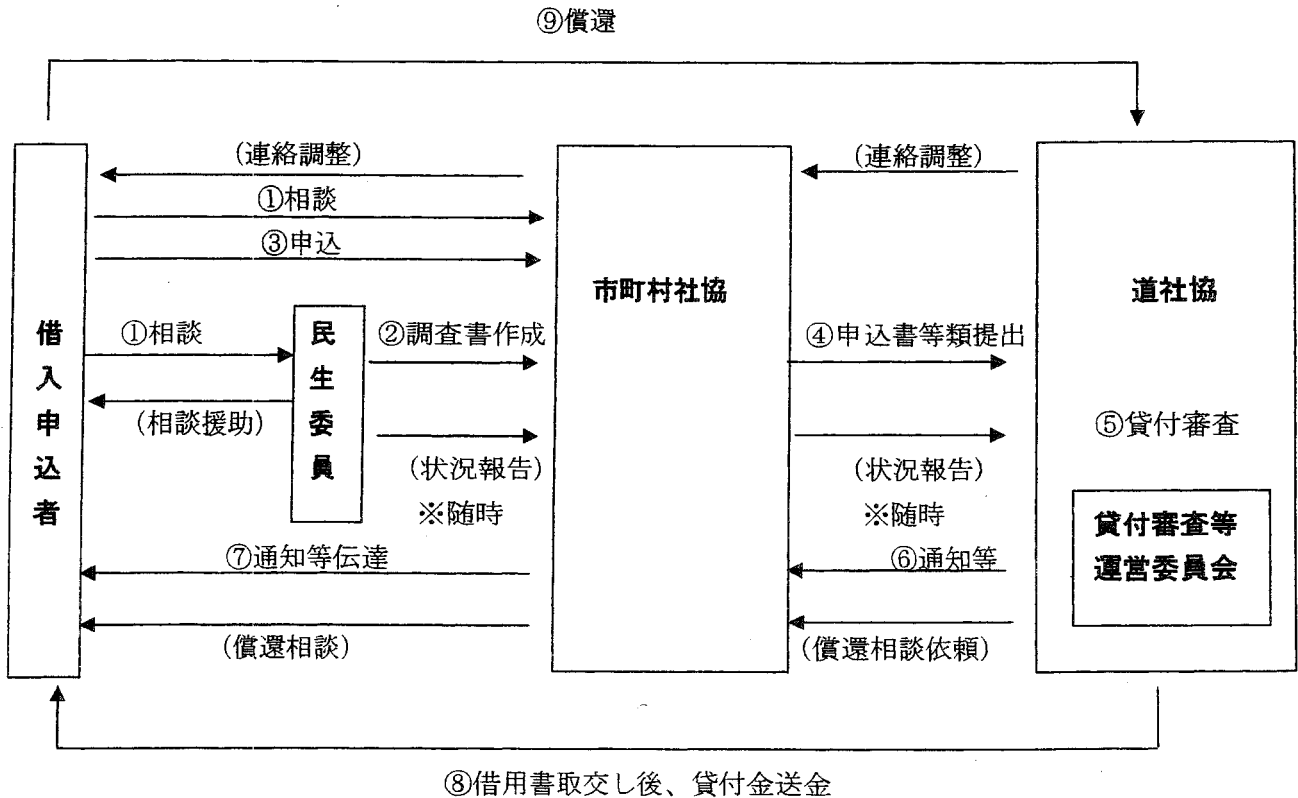 ⑨償還
(連絡調整)
(連絡調整)
①相談
③申込
市町村社協
道社協
借入申込者
①相談
民生委員
②調査書作成
④申込書等類提出
(相談援助)
⑤貸付審査
(状況報告)
※随時
(状況報告)
※随時
貸付審査等
運営委員会
⑦通知等伝達
⑥通知等
(償還相談)
(償還相談依頼)
⑧借用書取交し後、貸付金送金